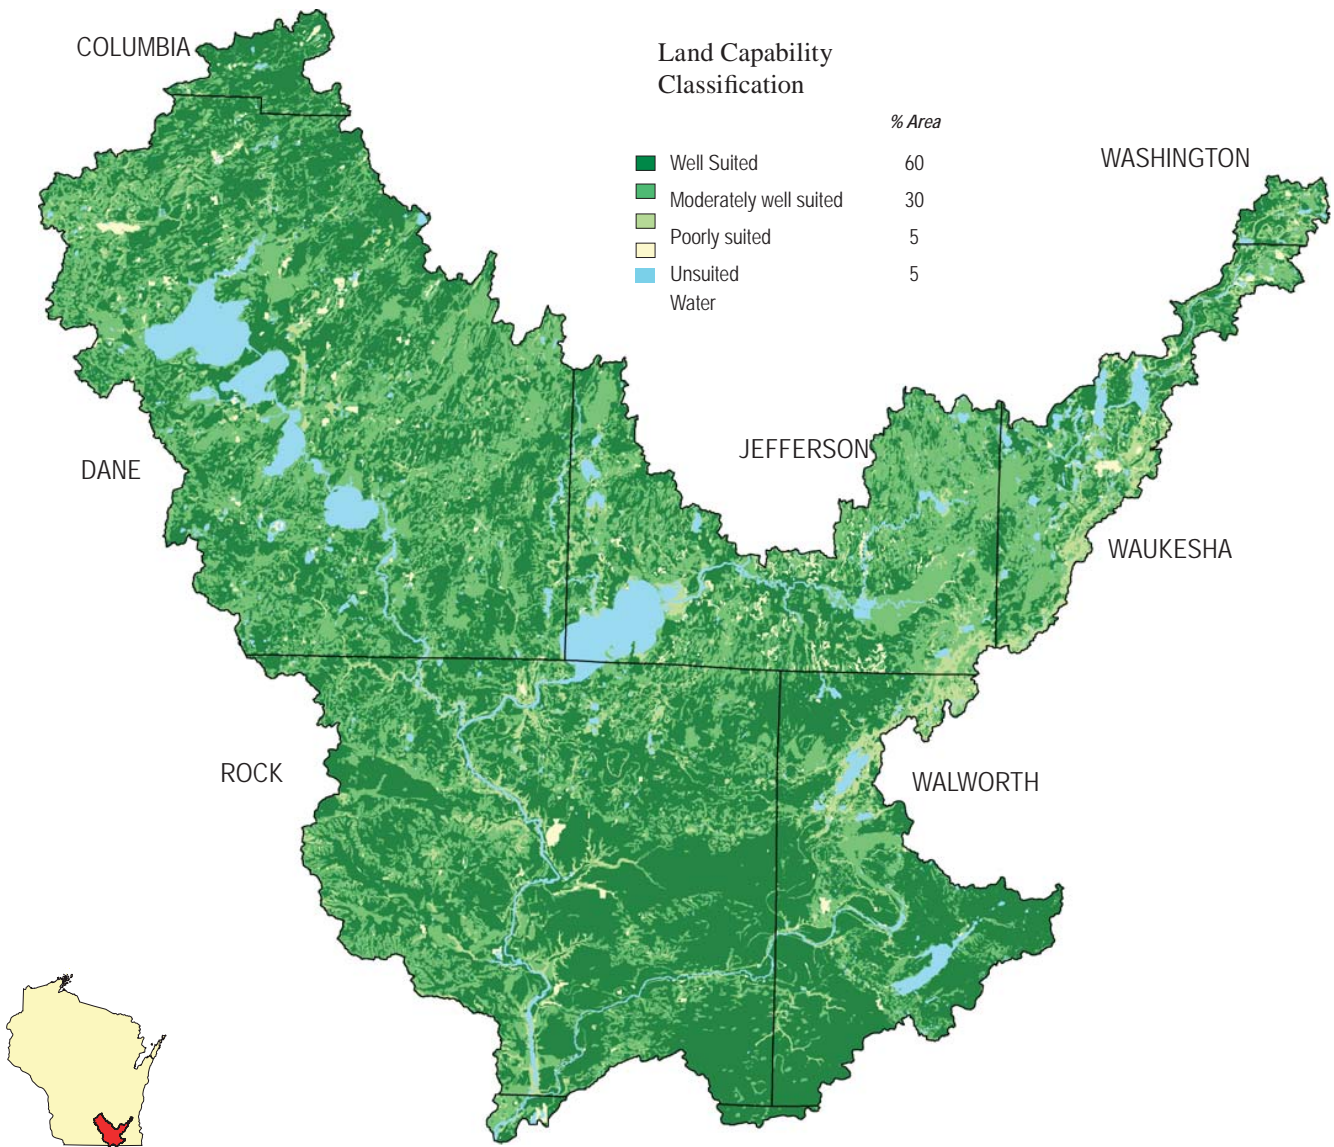 COLUMBIA
Land Capability
Classification
% Area
WASHINGTON
Well Suited 60
Moderately well suited 30
Poorly suited 5
Unsuited 5
Water
JEFFERSON
DANE
WAUKESHA
ROCK
WALWORTH